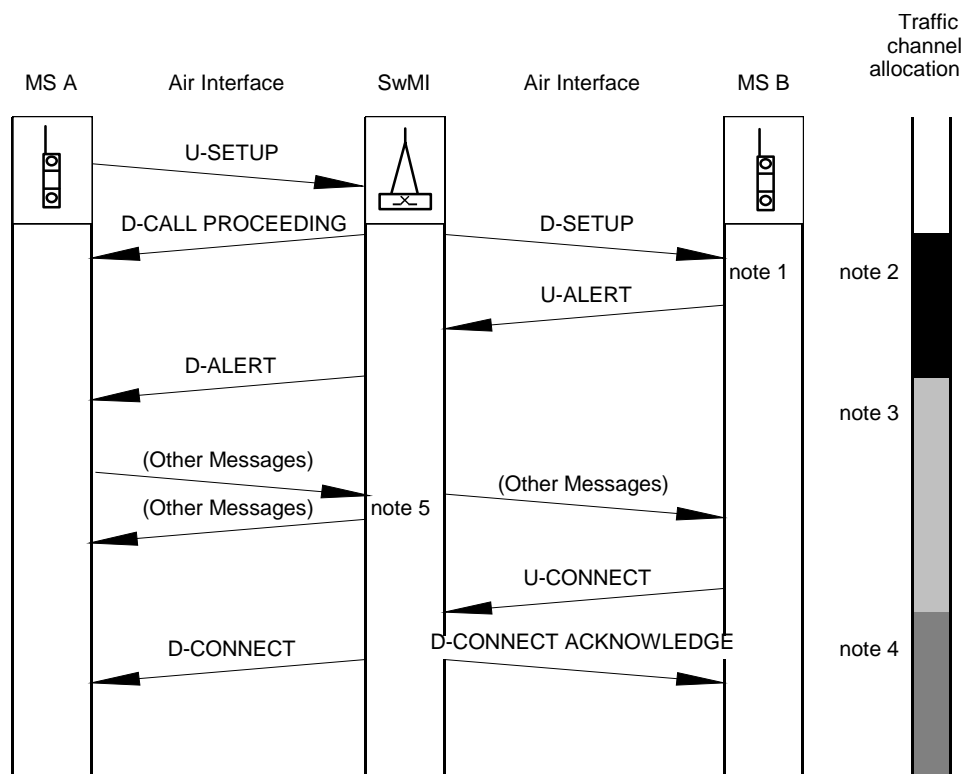 Traffic
channel
allocation
MS A
Air Interface
SwMI
Air Interface
MS B
U-SETUP
D-CALL PROCEEDING
D-SETUP
note 1
note 2
U-ALERT
D-ALERT
note 3
(Other Messages)
(Other Messages)
(Other Messages)
note 5
U-CONNECT
D-CONNECT
D-CONNECT ACKNOWLEDGE
note 4